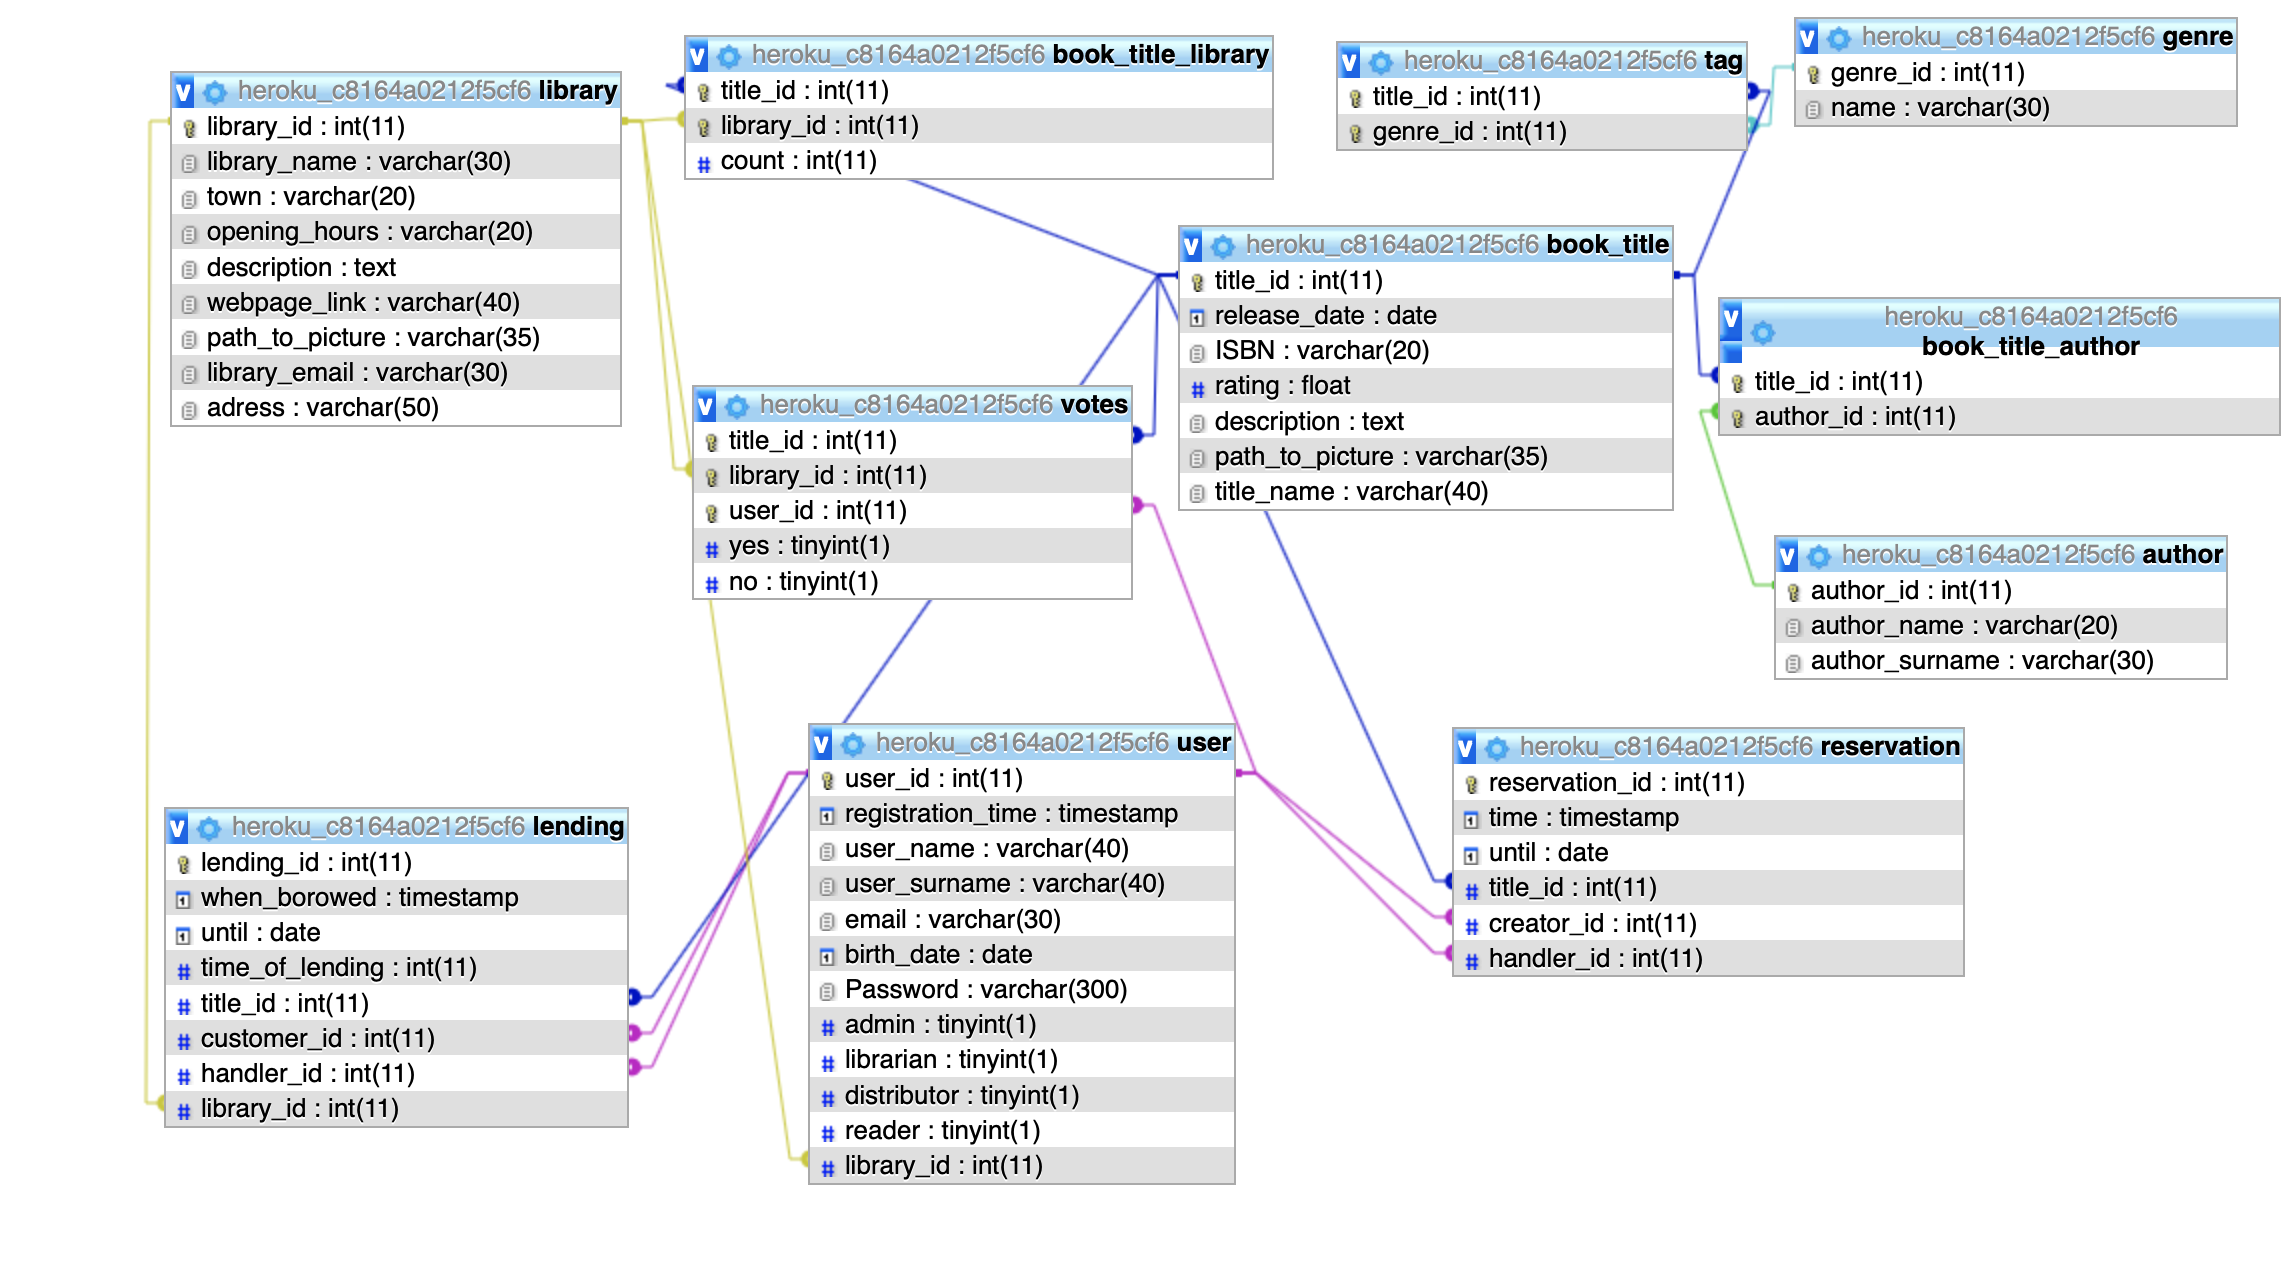 heroku_c8164a0212f5cf6 library
library_id : int(11)
library_name : varchar(30)
town : varchar(20)
opening_hours : varchar(20)
description : text
webpage_link : varchar(40)
path_to_picture : varchar(35)
library_email : varchar(30)
adress : varchar(50)
heroku_c8164a0212f5cf6 book_title_library
title_id : int(11)
library_id : int(11)
count : int(11)
heroku_c8164a0212f5cf6 tag
title_id : int(11)
genre_id : int(11)
heroku_c8164a0212f5cf6 genre
genre_id : int(11)
name : varchar(30)
heroku_c8164a0212f5cf6 book_title
title_id : int(11)
release_date : date
ISBN : varchar(20)
rating : float
description : text
path_to_picture : varchar(35)
title_name : varchar(40)
heroku_c8164a0212f5cf6
book_title_author
title_id : int(11)
author_id : int(11)
heroku_c8164a0212f5cf6 votes
title_id : int(11)
library_id : int(11)
user_id : int(11)
yes : tinyint(1)
no : tinyint(1)
heroku_c8164a0212f5cf6 author
author_id : int(11)
author_name : varchar(20)
author_surname : varchar(30)
heroku_c8164a0212f5cf6 lending
lending_id : int(11)
when_borowed : timestamp
until : date
time_of_lending : int(11)
title_id : int(11)
customer_id : int(11)
handler_id : int(11)
library_id : int(11)
heroku_c8164a0212f5cf6 user
user_id : int(11)
registration_time : timestamp
user_name : varchar(40)
user_surname : varchar(40)
email : varchar(30)
birth_date : date
Password : varchar(300)
admin : tinyint(1)
librarian : tinyint(1)
distributor : tinyint(1)
reader : tinyint(1)
library_id : int(11)
heroku_c8164a0212f5cf6 reservation
reservation_id : int(11)
time : timestamp
until : date
title_id : int(11)
creator_id : int(11)
handler_id : int(11)